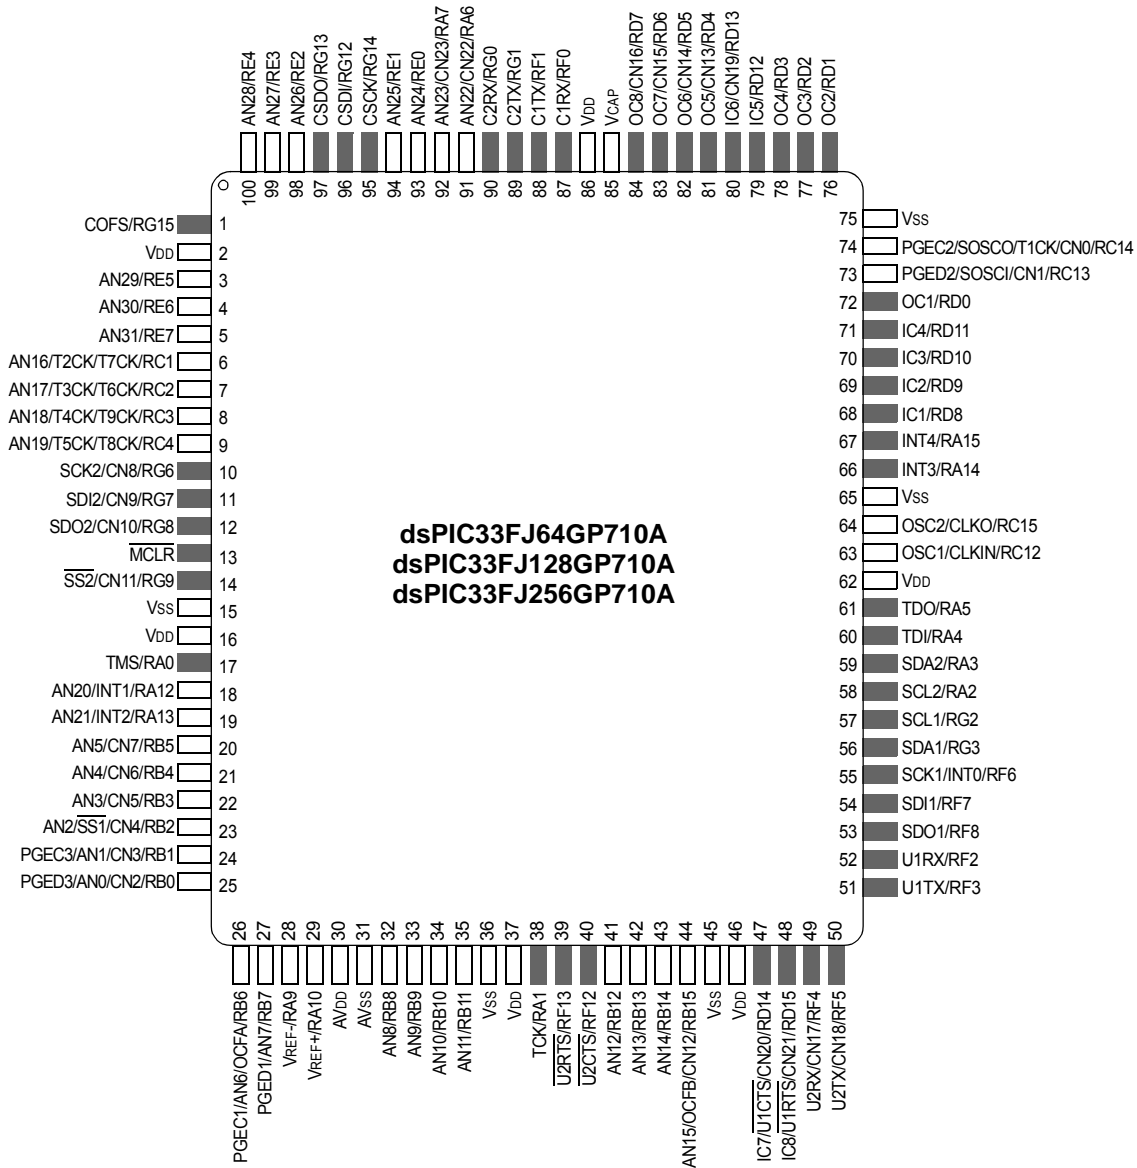 AN28/RE4
AN27/RE3
AN26/RE2
CSDO/RG13
CSDI/RG12
CSCK/RG14
AN25/RE1
AN24/RE0
AN23/CN23/RA7
AN22/CN22/RA6
C2RX/RG0
C2TX/RG1
C1TX/RF1
C1RX/RF0
VDD
VCAP
OC8/CN16/RD7
OC7/CN15/RD6
OC6/CN14/RD5
OC5/CN13/RD4
IC6/CN19/RD13
IC5/RD12
OC4/RD3
OC3/RD2
OC2/RD1
100 99 98 97 96 95 94 93 92 91 90 89 88 87 86 85 84 83 82 81 80 79 78 77 76
COFS/RG15 1
VDD 2
AN29/RE5 3
AN30/RE6 4
AN31/RE7 5
AN16/T2CK/T7CK/RC1 6
AN17/T3CK/T6CK/RC2 7
AN18/T4CK/T9CK/RC3 8
AN19/T5CK/T8CK/RC4 9
SCK2/CN8/RG6 10
SDI2/CN9/RG7 11
SDO2/CN10/RG8 12
MCLR 13
SS2/CN11/RG9 14
VSS 15
VDD 16
TMS/RA0 17
AN20/INT1/RA12 18
AN21/INT2/RA13 19
AN5/CN7/RB5 20
AN4/CN6/RB4 21
AN3/CN5/RB3 22
AN2/SS1/CN4/RB2 23
PGEC3/AN1/CN3/RB1 24
PGED3/AN0/CN2/RB0 25
dsPIC33FJ64GP710A
dsPIC33FJ128GP710A
dsPIC33FJ256GP710A
75 VSS
74 PGEC2/SOSCO/T1CK/CN0/RC14
73 PGED2/SOSCI/CN1/RC13
72 OC1/RD0
71 IC4/RD11
70 IC3/RD10
69 IC2/RD9
68 IC1/RD8
67 INT4/RA15
66 INT3/RA14
65 VSS
64 OSC2/CLKO/RC15
63 OSC1/CLKIN/RC12
62 VDD
61 TDO/RA5
60 TDI/RA4
59 SDA2/RA3
58 SCL2/RA2
57 SCL1/RG2
56 SDA1/RG3
55 SCK1/INT0/RF6
54 SDI1/RF7
53 SDO1/RF8
52 U1RX/RF2
51 U1TX/RF3
26 27 28 29 30 31 32 33 34 35 36 37 38 39 40 41 42 43 44 45 46 47 48 49 50
PGEC1/AN6/OCFA/RB6
PGED1/AN7/RB7
VREF-/RA9
VREF+/RA10
AVDD
AVSS
AN8/RB8
AN9/RB9
AN10/RB10
AN11/RB11
VSS
VDD
TCK/RA1
U2RTS/RF13
U2CTS/RF12
AN12/RB12
AN13/RB13
AN14/RB14
AN15/OCFB/CN12/RB15
VSS
VDD
IC7/U1CTS/CN20/RD14
IC8/U1RTS/CN21/RD15
U2RX/CN17/RF4
U2TX/CN18/RF5